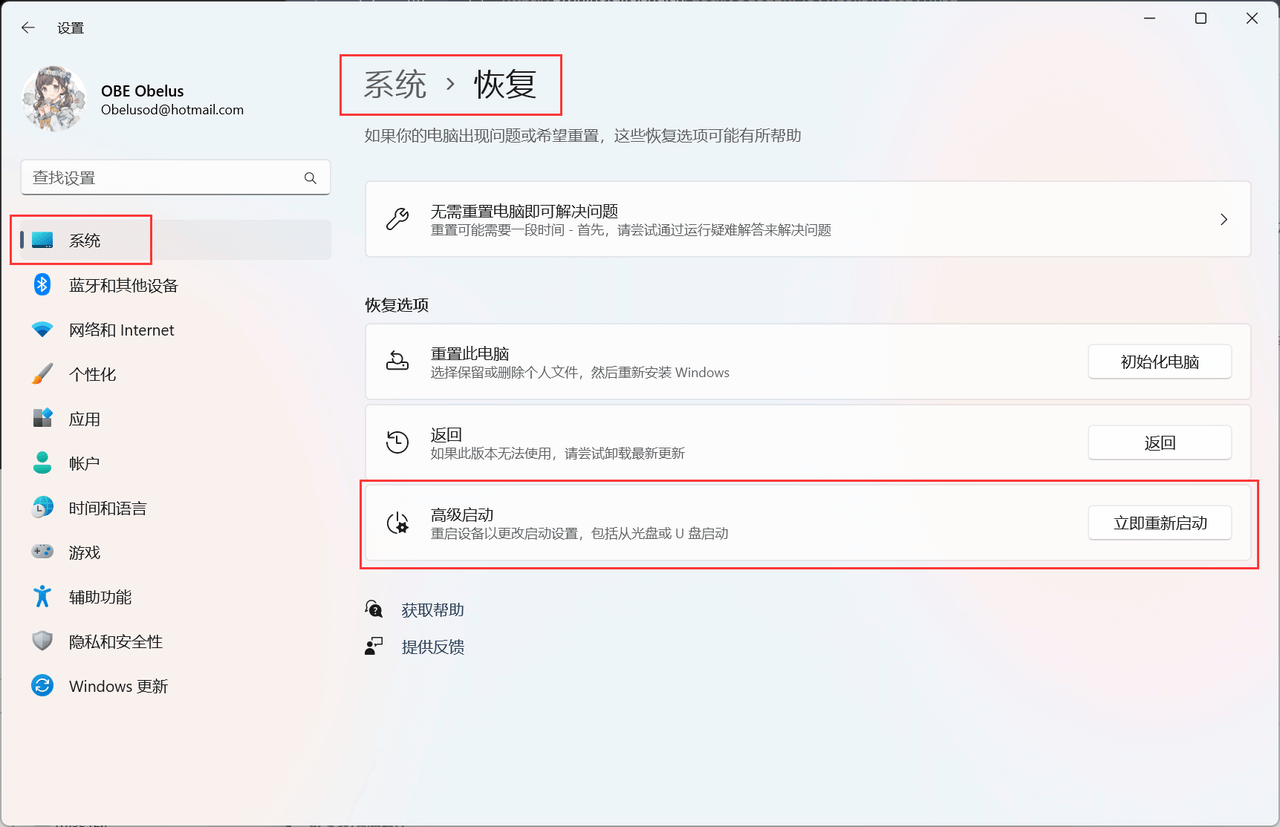 设置
OBE Obelus
Obelusod@hotmail.com
查找设置
系统
蓝牙和其他设备
网络和 Internet
个性化
应用
帐户
时间和语言
游戏
辅助功能
隐私和安全性
Windows 更新
系统 › 恢复
如果你的电脑出现问题或希望重置，这些恢复选项可能有所帮助
无需重置电脑即可解决问题
重置可能需要一段时间 - 首先，请尝试通过运行疑难解答来解决问题
恢复选项
重置此电脑
选择保留或删除个人文件，然后重新安装 Windows
初始化电脑
返回
如果此版本无法使用，请尝试卸载最新更新
返回
高级启动
重启设备以更改启动设置，包括从光盘或 U 盘启动
立即重新启动
获取帮助
提供反馈